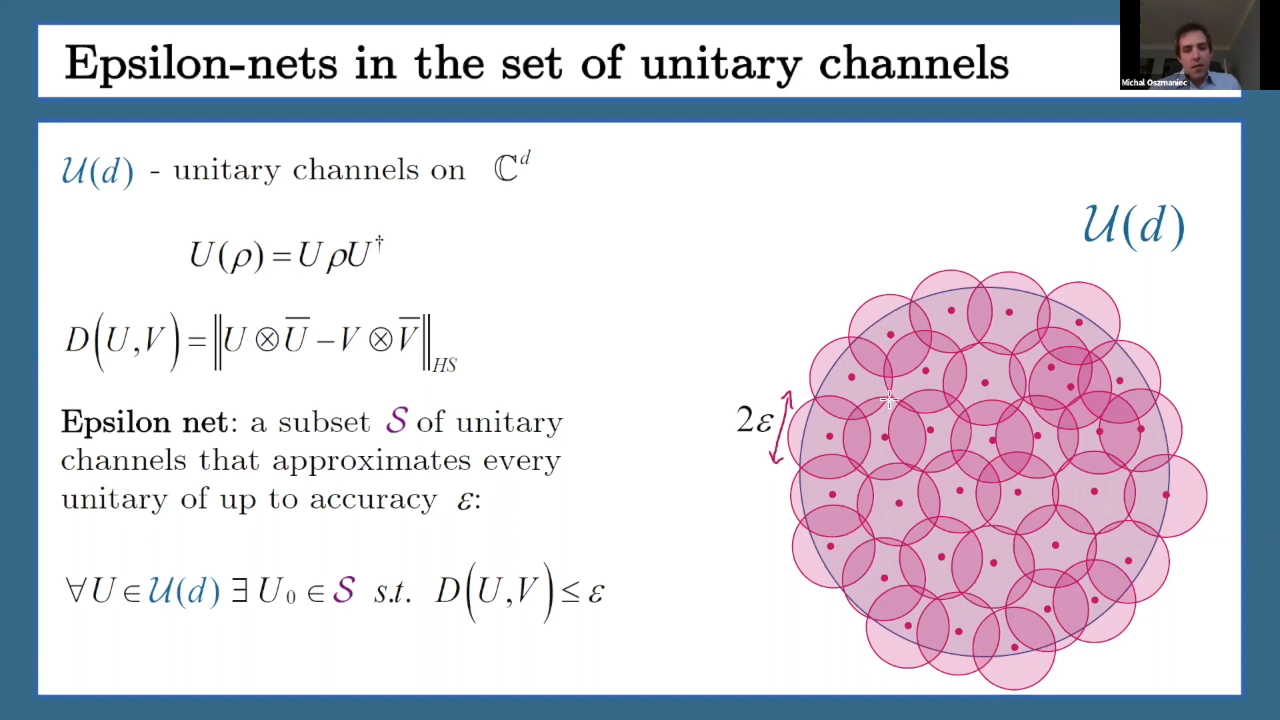 Epsilon-nets in the set of unitary channels
Michal Oszmaniec
𝒰(d) - unitary channels on ℂᵈ
U(ρ) = UρU†
D(U,V) = ‖U ⊗ U̅ − V ⊗ V̅‖_HS
Epsilon net: a subset 𝒮 of unitary
channels that approximates every
unitary of up to accuracy ε:
∀U ∈ 𝒰(d) ∃ U₀ ∈ 𝒮 s.t. D(U,V) ≤ ε
𝒰(d)
2ε